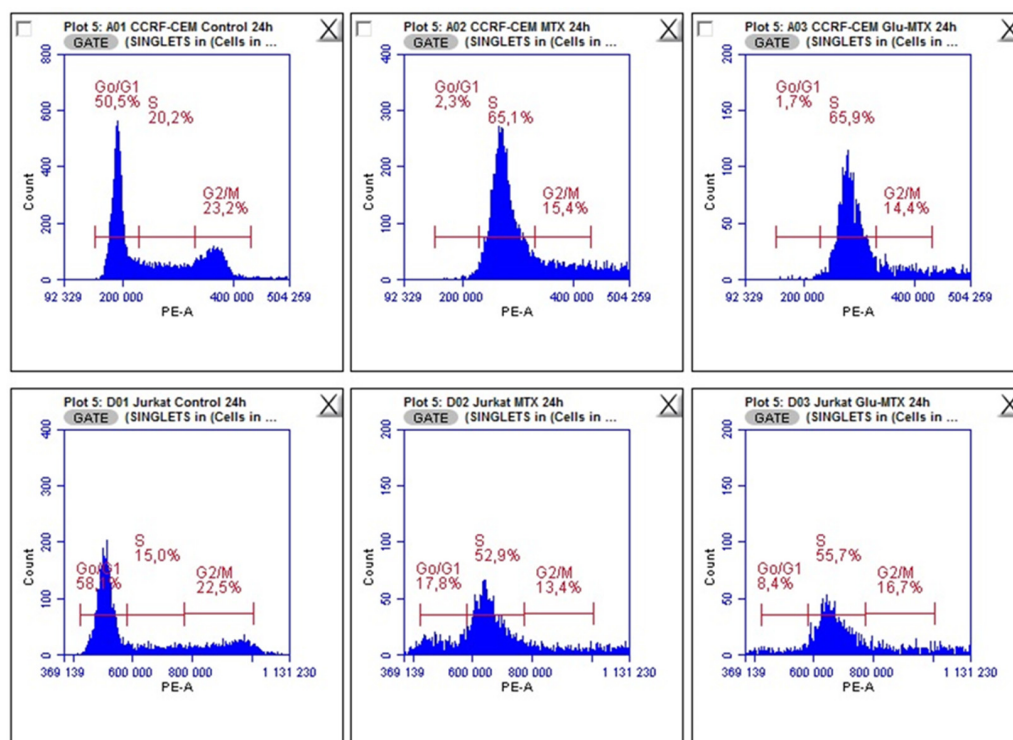 Plot 5: A01 CCRF-CEM Control 24h
GATE (SINGLETS in (Cells in ...
800
600
400
200
0
Count
Go/G1
50,5%
S
20,2%
G2/M
23,2%
92 329 200 000 400 000 504 259
PE-A
Plot 5: A02 CCRF-CEM MTX 24h
GATE (SINGLETS in (Cells in ...
400
300
200
100
0
Count
Go/G1
2,3%
S
65,1%
G2/M
15,4%
92 329 200 000 400 000 504 259
PE-A
Plot 5: A03 CCRF-CEM Glu-MTX 24h
GATE (SINGLETS in (Cells in ...
200
150
100
50
0
Count
Go/G1
1,7%
S
65,9%
G2/M
14,4%
92 329 200 000 400 000 504 259
PE-A
Plot 5: D01 Jurkat Control 24h
GATE (SINGLETS in (Cells in ...
400
300
200
100
0
Count
Go/G1
S
15,0%
G2/M
22,5%
369 139 600 000 800 000 1 131 230
PE-A
Plot 5: D02 Jurkat MTX 24h
GATE (SINGLETS in (Cells in ...
200
150
100
50
0
Count
Go/G1
17,8%
S
52,9%
G2/M
13,4%
369 139 600 000 800 000 1 131 230
PE-A
Plot 5: D03 Jurkat Glu-MTX 24h
GATE (SINGLETS in (Cells in ...
200
150
100
50
0
Count
Go/G1
8,4%
S
55,7%
G2/M
16,7%
369 139 600 000 800 000 1 131 230
PE-A